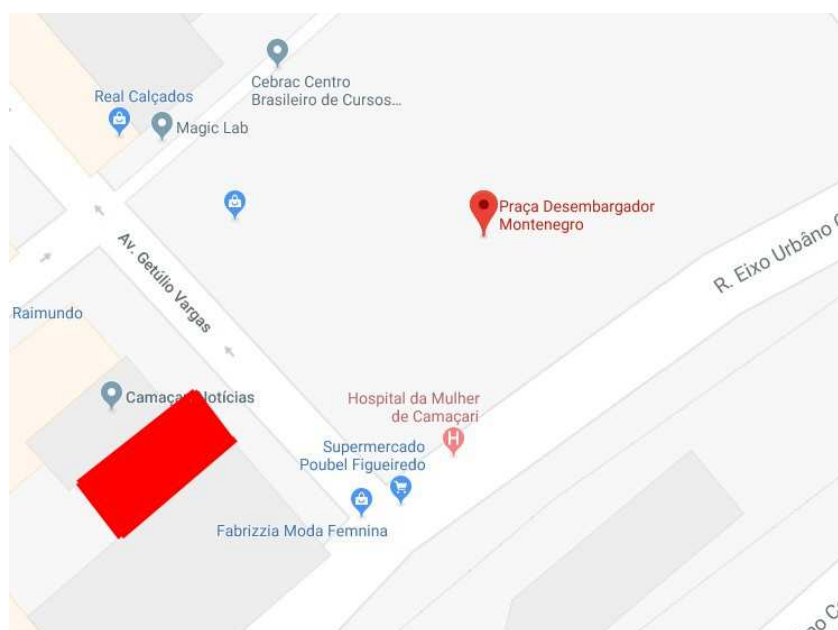 Cebrac Centro
Brasileiro de Cursos...
Real Calçados
Magic Lab
Praça Desembargador
Montenegro
R. Eixo Urbâno
Av. Getúlio Vargas
Raimundo
Hospital da Mulher
de Camaçari
H
Supermercado
Poubel Figueiredo
Fabrizzia Moda Femnina